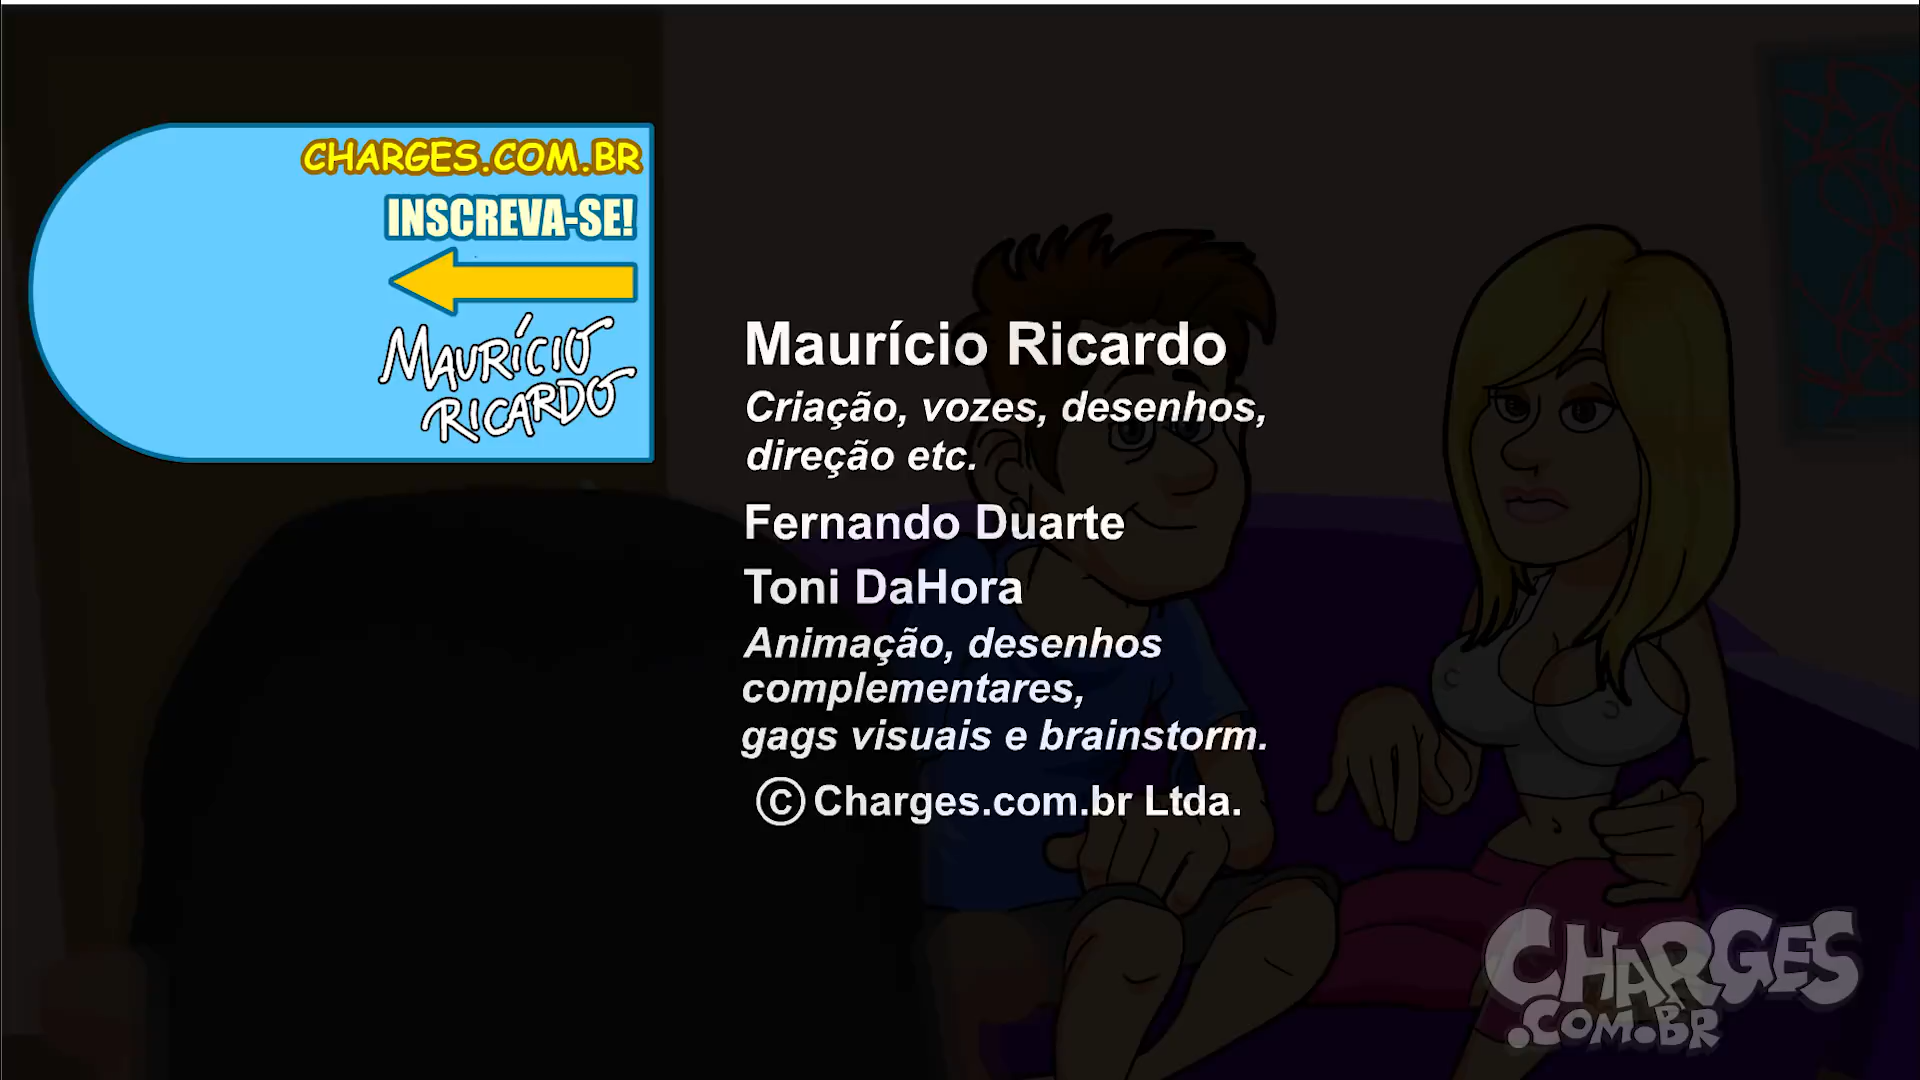 CHARGES.COM.BR
INSCREVA-SE!
MAURÍCIO
RICARDO
Maurício Ricardo
Criação, vozes, desenhos,
direção etc.
Fernando Duarte
Toni DaHora
Animação, desenhos
complementares,
gags visuais e brainstorm.
© Charges.com.br Ltda.
CHARGES
.COM.BR